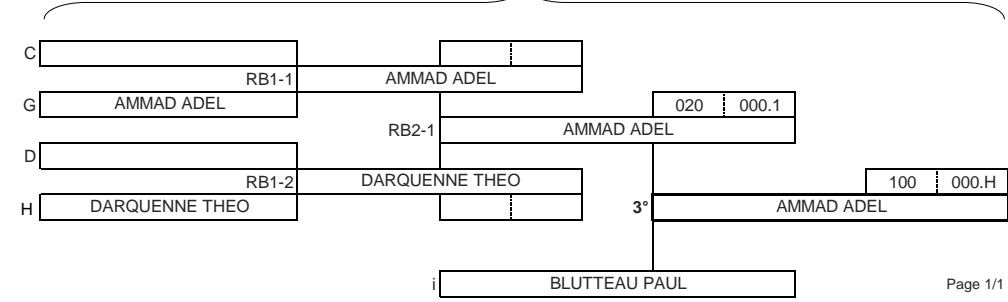 C
RB1-1 AMMAD ADEL
G AMMAD ADEL 020 000.1
RB2-1 AMMAD ADEL
D
RB1-2 DARQUENNE THEO 100 000.H
H DARQUENNE THEO 3° AMMAD ADEL
i BLUTTEAU PAUL Page 1/1